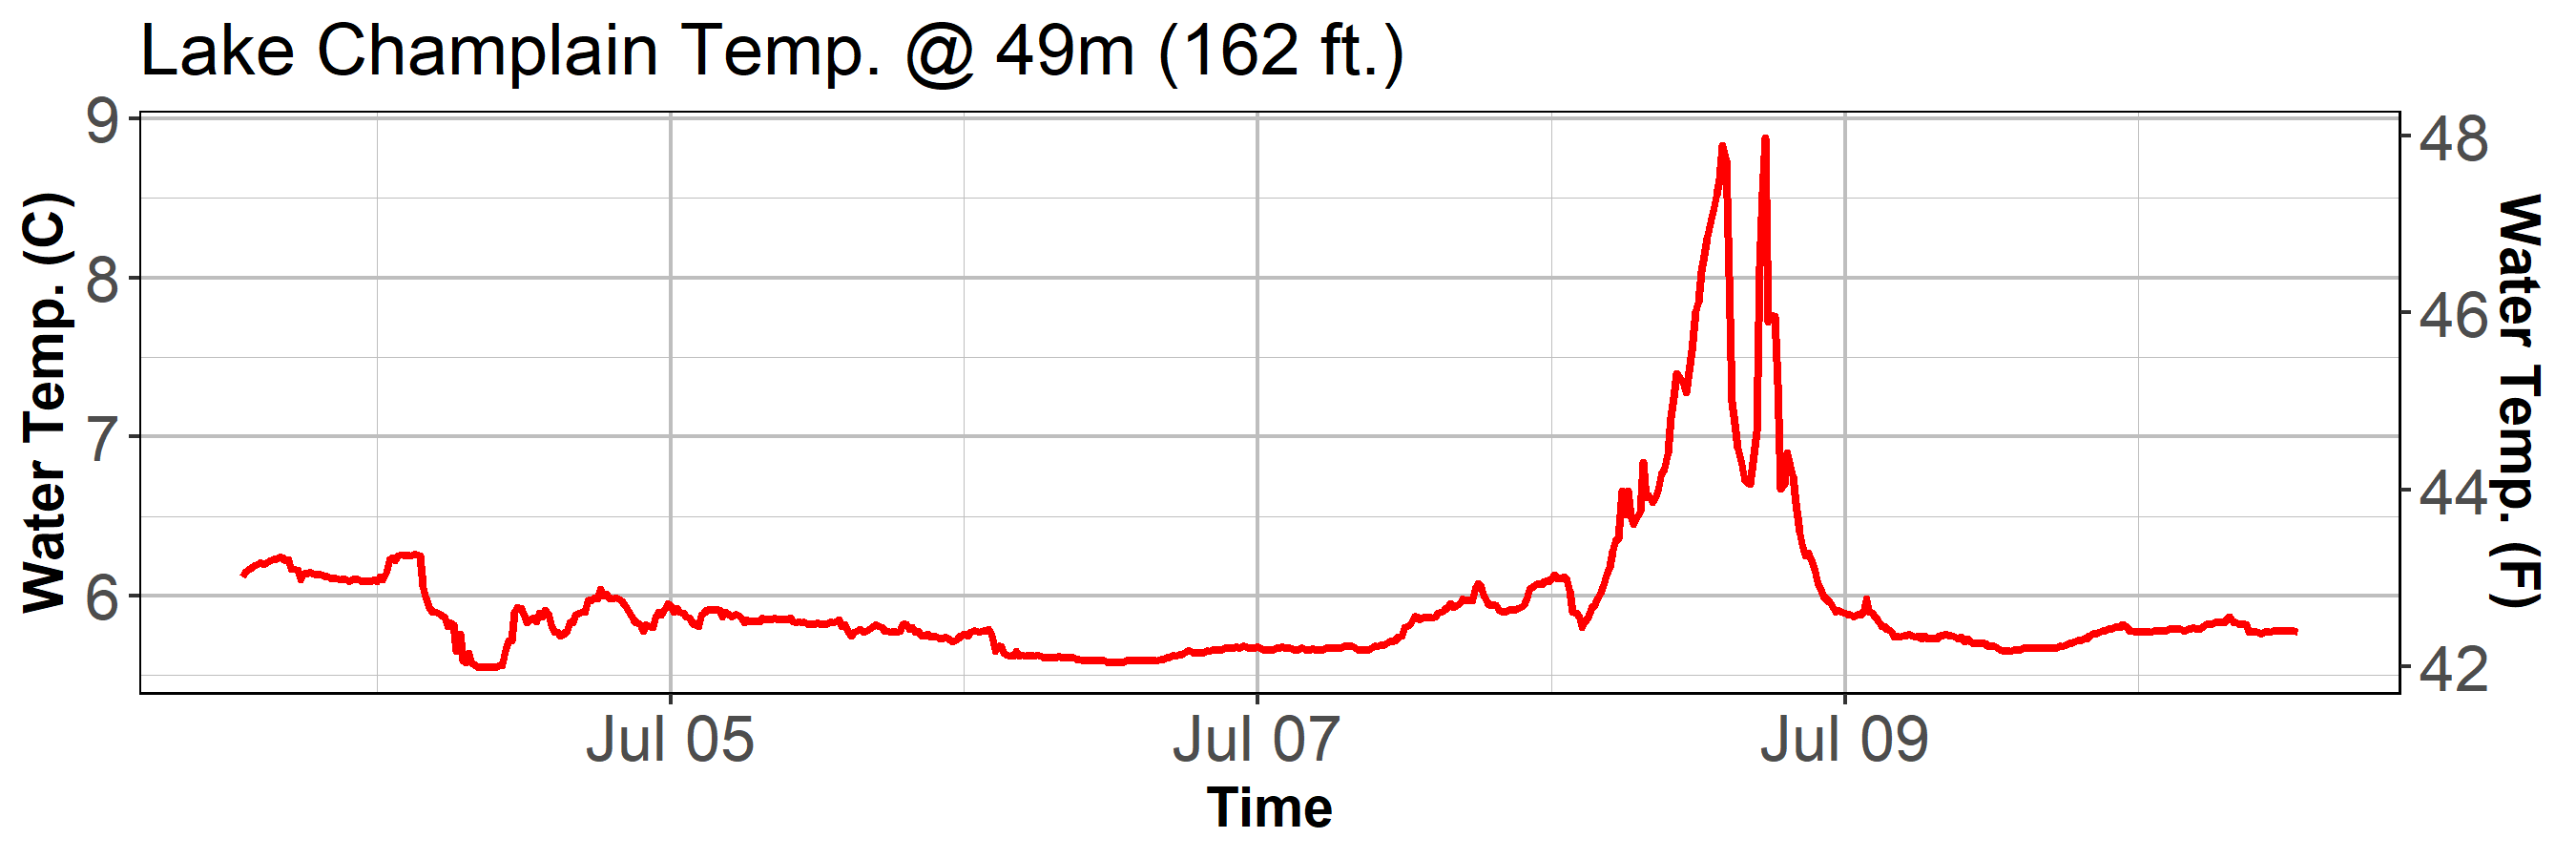 Lake Champlain Temp. @ 49m (162 ft.)
Water Temp. (C)
9
8
7
6
48
46
44
42
Water Temp. (F)
Jul 05 Jul 07 Jul 09
Time